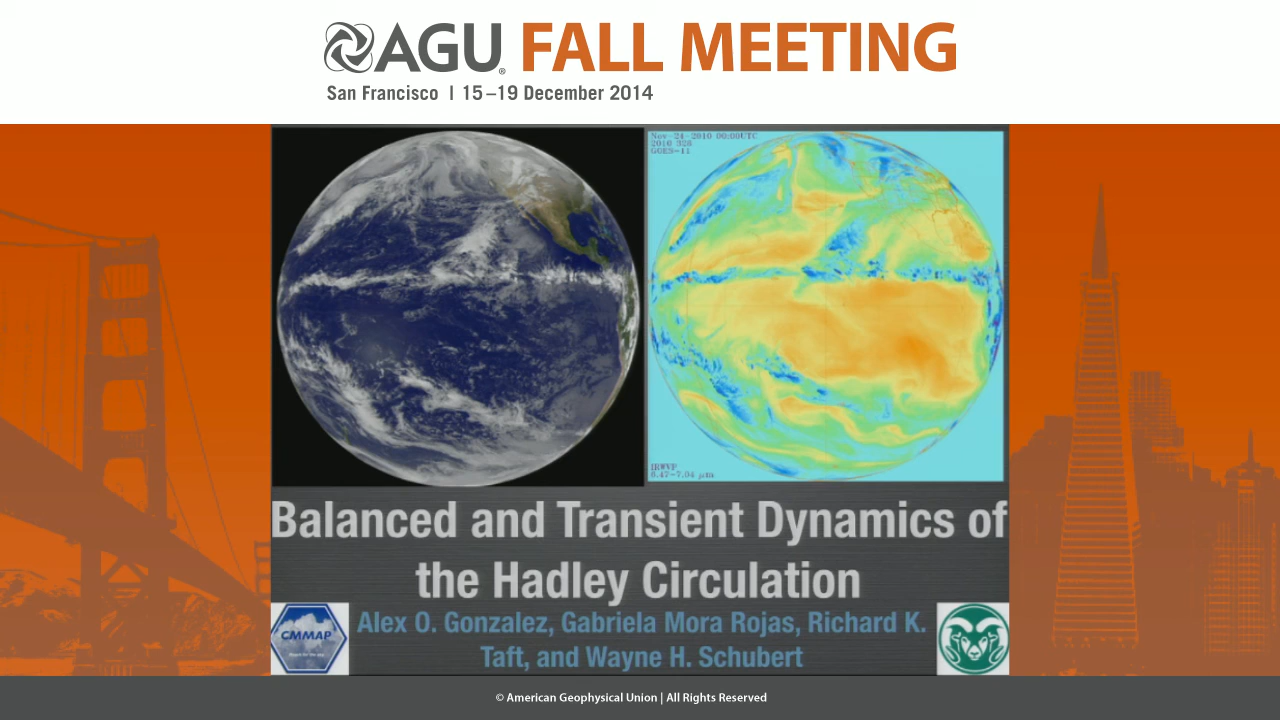 AGU® FALL MEETING
San Francisco | 15–19 December 2014
Nov 24 2010 00:00UTC
2010 328
GOES-11
IRWVP
6.47-7.04 μm
Balanced and Transient Dynamics of
the Hadley Circulation
CMMAP
Alex O. Gonzalez, Gabriela Mora Rojas, Richard K.
Taft, and Wayne H. Schubert
© American Geophysical Union | All Rights Reserved